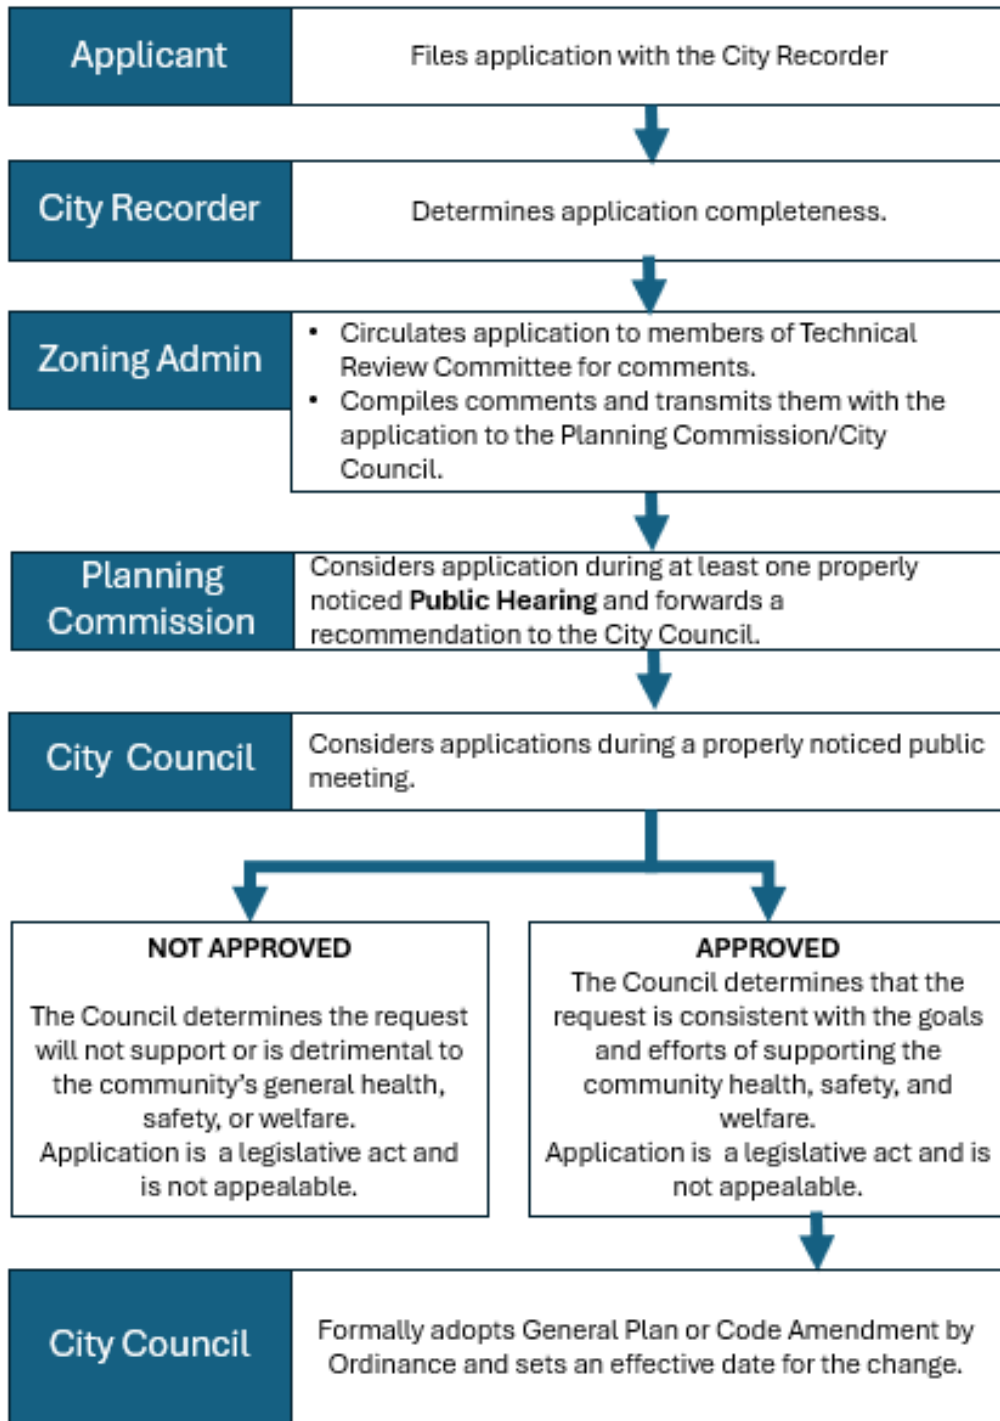 Applicant
Files application with the City Recorder
City Recorder
Determines application completeness.
Zoning Admin
• Circulates application to members of Technical
Review Committee for comments.
• Compiles comments and transmits them with the
application to the Planning Commission/City
Council.
Planning
Commission
Considers application during at least one properly
noticed Public Hearing and forwards a
recommendation to the City Council.
City Council
Considers applications during a properly noticed public
meeting.
NOT APPROVED
The Council determines the request
will not support or is detrimental to
the community's general health,
safety, or welfare.
Application is a legislative act and
is not appealable.
APPROVED
The Council determines that the
request is consistent with the goals
and efforts of supporting the
community health, safety, and
welfare.
Application is a legislative act and is
not appealable.
City Council
Formally adopts General Plan or Code Amendment by
Ordinance and sets an effective date for the change.